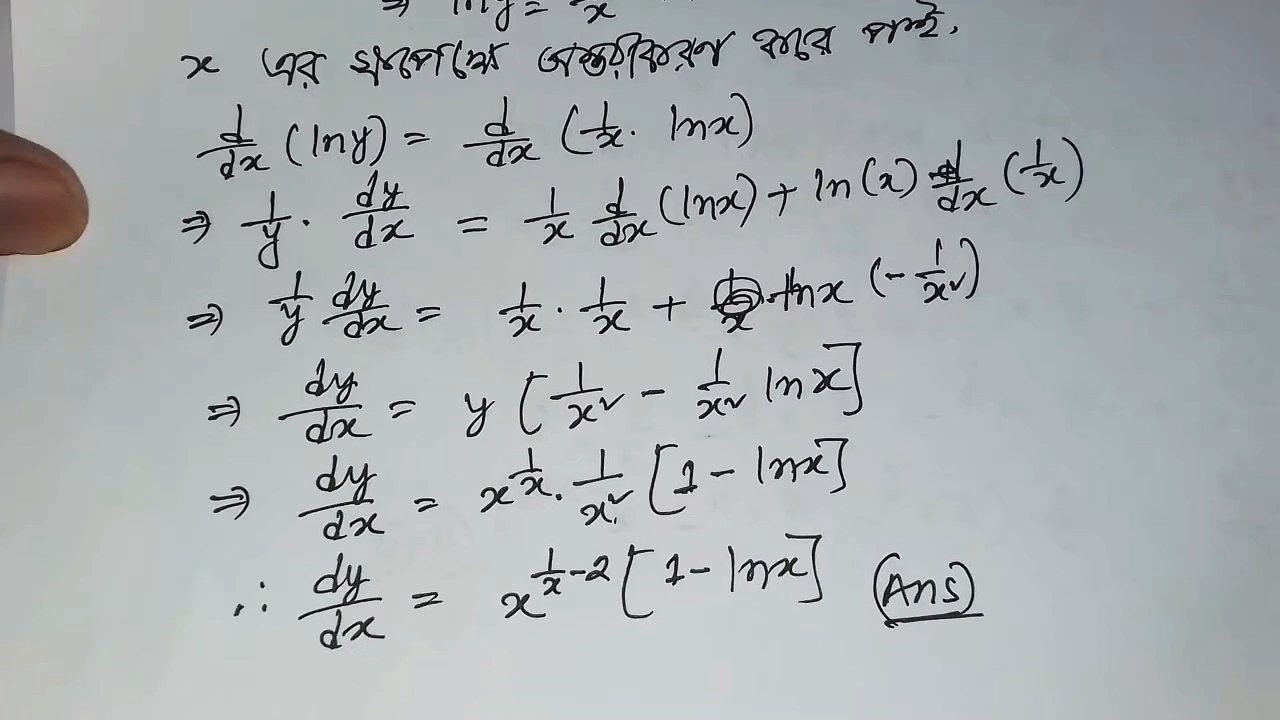 ⇒ lny = 1/x
x এর সাপেক্ষে অন্তরীকরণ করে পাই,
d/dx (lny) = d/dx (1/x · lnx)
⇒ 1/y · dy/dx = 1/x d/dx (lnx) + ln(x) d/dx (1/x)
⇒ 1/y dy/dx = 1/x · 1/x + lnx (- 1/x²)
⇒ dy/dx = y [1/x² - 1/x² lnx]
⇒ dy/dx = x^(1/x) · 1/x² [1 - lnx]
∴ dy/dx = x^(1/x - 2) [1 - lnx] (Ans)